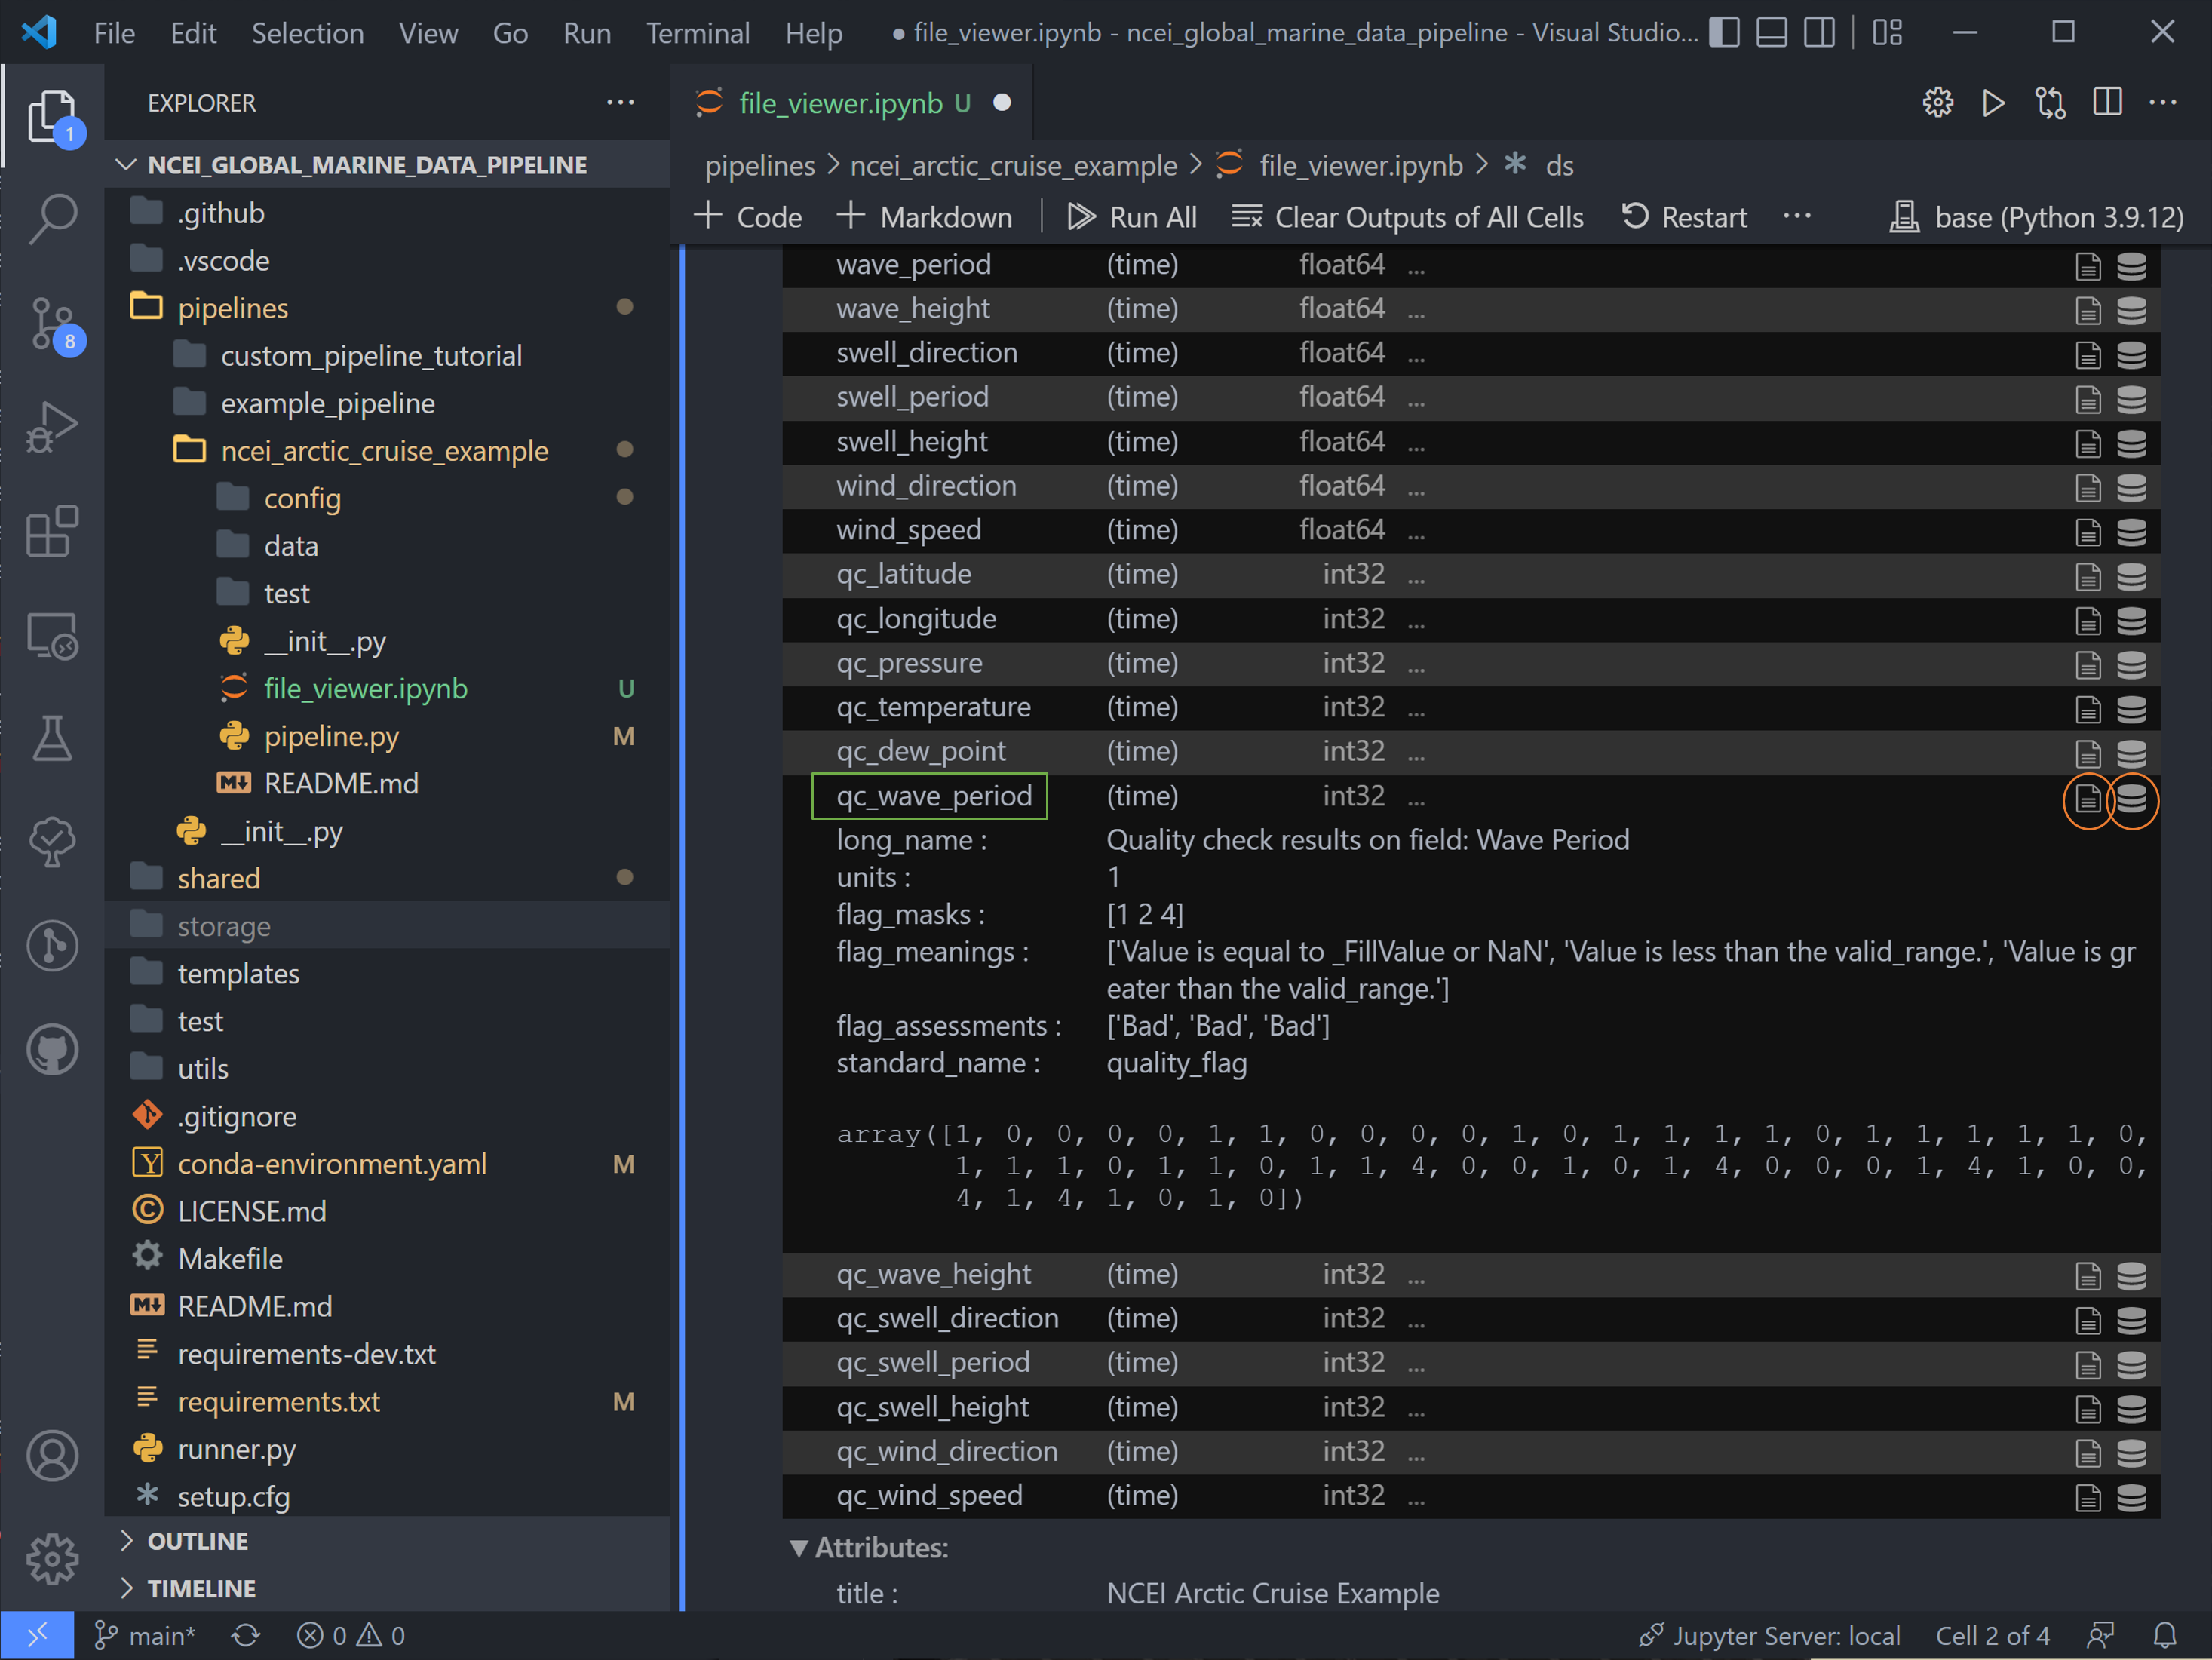 File Edit Selection View Go Run Terminal Help ● file_viewer.ipynb - ncei_global_marine_data_pipeline - Visual Studio...
EXPLORER
1
8
NCEI_GLOBAL_MARINE_DATA_PIPELINE
.github
.vscode
pipelines
custom_pipeline_tutorial
example_pipeline
ncei_arctic_cruise_example
config
data
test
__init__.py
file_viewer.ipynb U
pipeline.py M
README.md
__init__.py
shared
storage
templates
test
utils
.gitignore
conda-environment.yaml M
LICENSE.md
Makefile
README.md
requirements-dev.txt
requirements.txt M
runner.py
setup.cfg
OUTLINE
TIMELINE
file_viewer.ipynb U
pipelines > ncei_arctic_cruise_example > file_viewer.ipynb > ds
+ Code + Markdown Run All Clear Outputs of All Cells Restart ... base (Python 3.9.12)
wave_period (time) float64 ...
wave_height (time) float64 ...
swell_direction (time) float64 ...
swell_period (time) float64 ...
swell_height (time) float64 ...
wind_direction (time) float64 ...
wind_speed (time) float64 ...
qc_latitude (time) int32 ...
qc_longitude (time) int32 ...
qc_pressure (time) int32 ...
qc_temperature (time) int32 ...
qc_dew_point (time) int32 ...
qc_wave_period (time) int32 ...
long_name : Quality check results on field: Wave Period
units : 1
flag_masks : [1 2 4]
flag_meanings : ['Value is equal to _FillValue or NaN', 'Value is less than the valid_range.', 'Value is gr
eater than the valid_range.']
flag_assessments : ['Bad', 'Bad', 'Bad']
standard_name : quality_flag
array([1, 0, 0, 0, 0, 1, 1, 0, 0, 0, 0, 1, 0, 1, 1, 1, 1, 0, 1, 1, 1, 1, 1, 0,
1, 1, 1, 0, 1, 1, 0, 1, 1, 4, 0, 0, 1, 0, 1, 4, 0, 0, 0, 1, 4, 1, 0, 0,
4, 1, 4, 1, 0, 1, 0])
qc_wave_height (time) int32 ...
qc_swell_direction (time) int32 ...
qc_swell_period (time) int32 ...
qc_swell_height (time) int32 ...
qc_wind_direction (time) int32 ...
qc_wind_speed (time) int32 ...
▼ Attributes:
title : NCEI Arctic Cruise Example
main* 0 0 Jupyter Server: local Cell 2 of 4